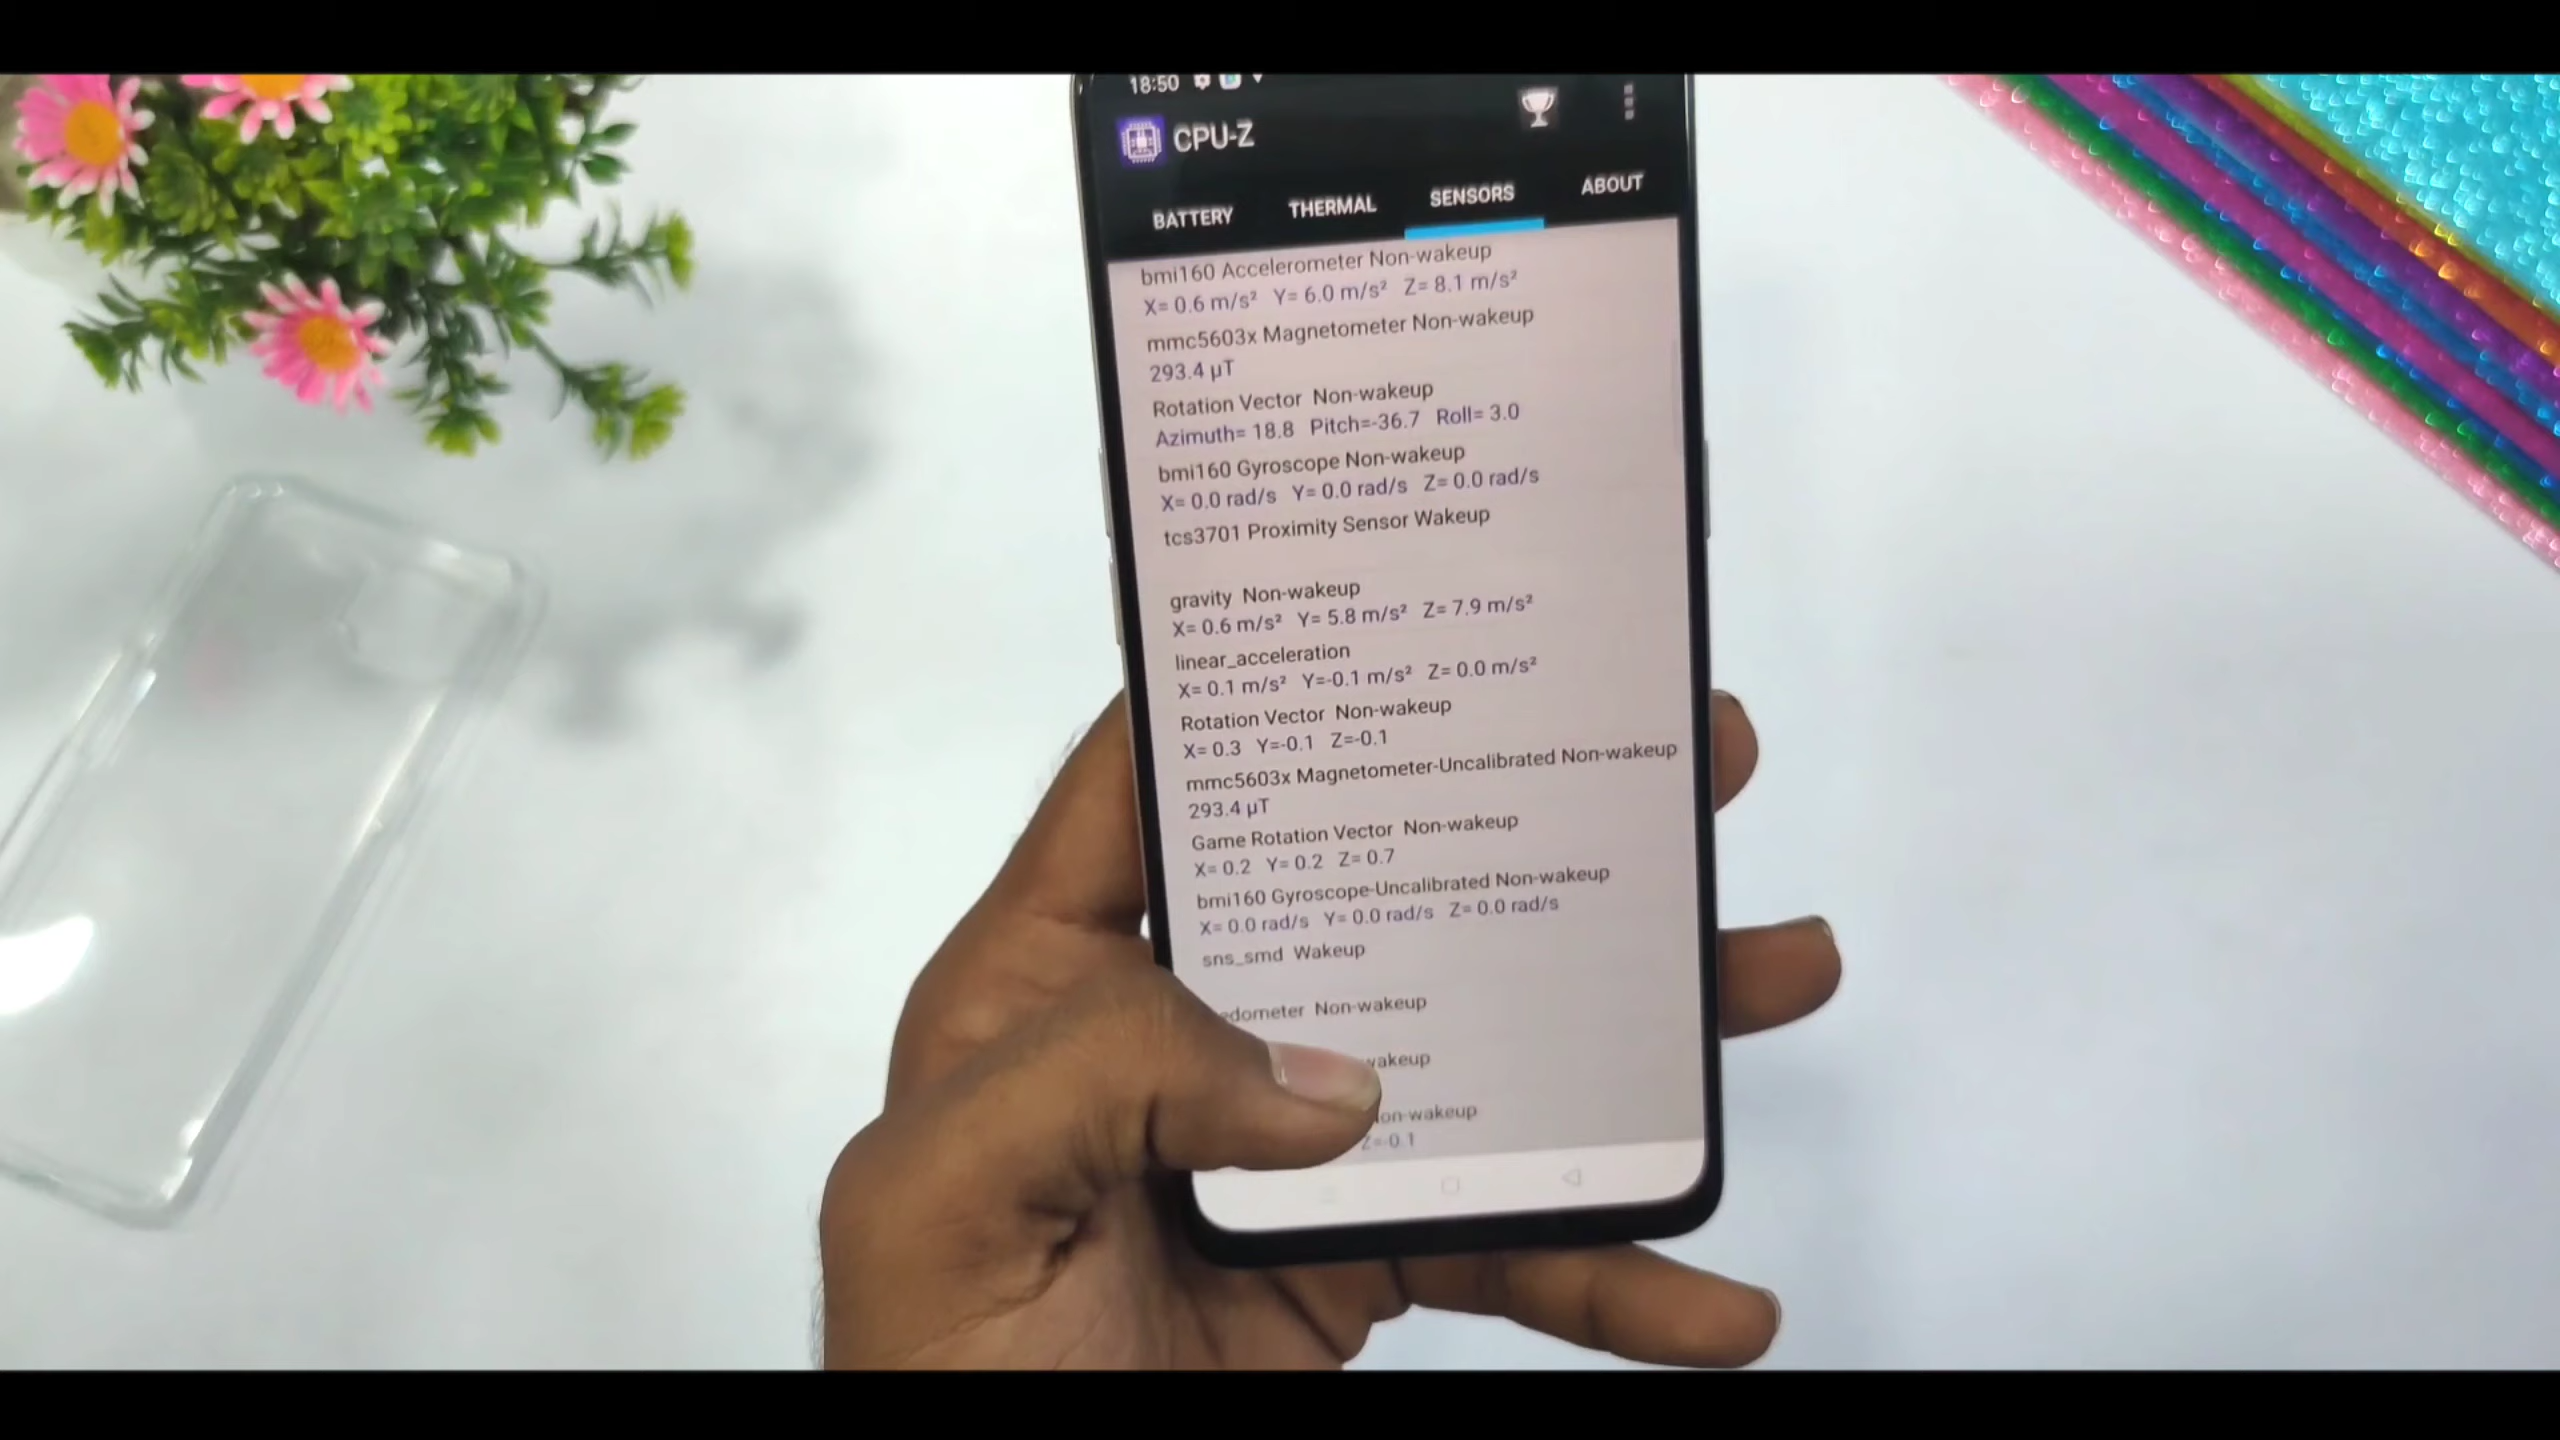 18:50
CPU-Z
BATTERY THERMAL SENSORS ABOUT
bmi160 Accelerometer Non-wakeup
X= 0.6 m/s² Y= 6.0 m/s² Z= 8.1 m/s²
mmc5603x Magnetometer Non-wakeup
293.4 μT
Rotation Vector Non-wakeup
Azimuth= 18.8 Pitch=-36.7 Roll= 3.0
bmi160 Gyroscope Non-wakeup
X= 0.0 rad/s Y= 0.0 rad/s Z= 0.0 rad/s
tcs3701 Proximity Sensor Wakeup
gravity Non-wakeup
X= 0.6 m/s² Y= 5.8 m/s² Z= 7.9 m/s²
linear_acceleration
X= 0.1 m/s² Y=-0.1 m/s² Z= 0.0 m/s²
Rotation Vector Non-wakeup
X= 0.3 Y=-0.1 Z=-0.1
mmc5603x Magnetometer-Uncalibrated Non-wakeup
293.4 μT
Game Rotation Vector Non-wakeup
X= 0.2 Y= 0.2 Z= 0.7
bmi160 Gyroscope-Uncalibrated Non-wakeup
X= 0.0 rad/s Y= 0.0 rad/s Z= 0.0 rad/s
sns_smd Wakeup
edometer Non-wakeup
wakeup
on-wakeup
Z=-0.1